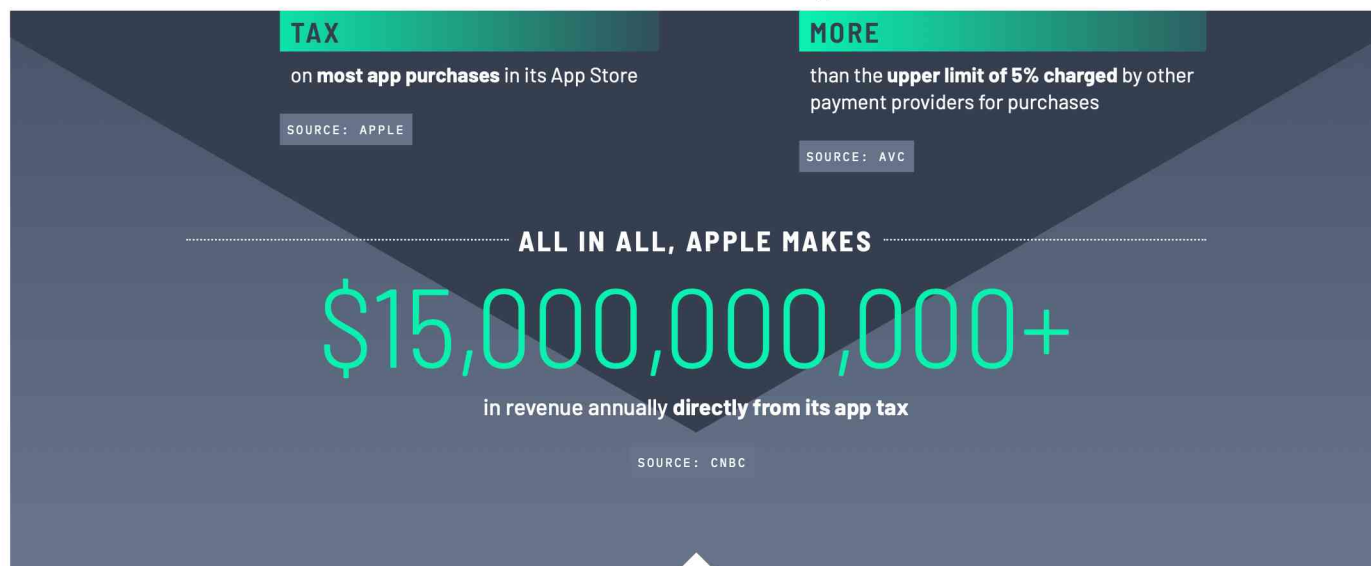 TAX
on most app purchases in its App Store
SOURCE: APPLE
MORE
than the upper limit of 5% charged by other
payment providers for purchases
SOURCE: AVC
ALL IN ALL, APPLE MAKES
$15,000,000,000+
in revenue annually directly from its app tax
SOURCE: CNBC